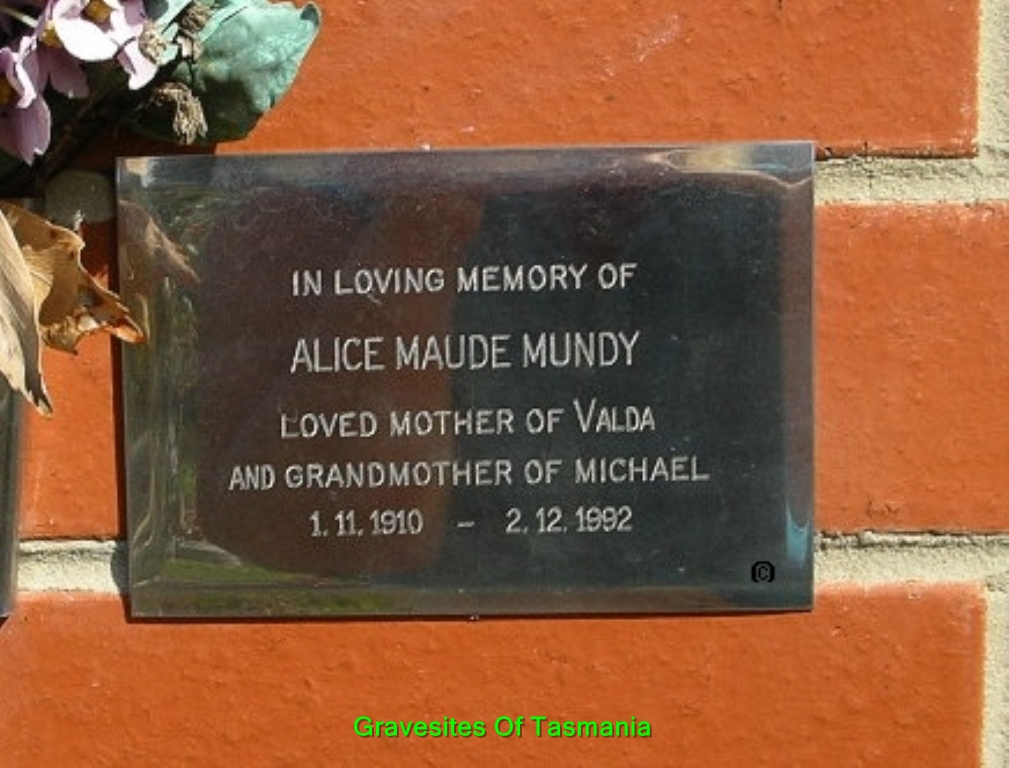 IN LOVING MEMORY OF
ALICE MAUDE MUNDY
LOVED MOTHER OF VALDA
AND GRANDMOTHER OF MICHAEL
1.11.1910 – 2.12.1992
©
Gravesites Of Tasmania